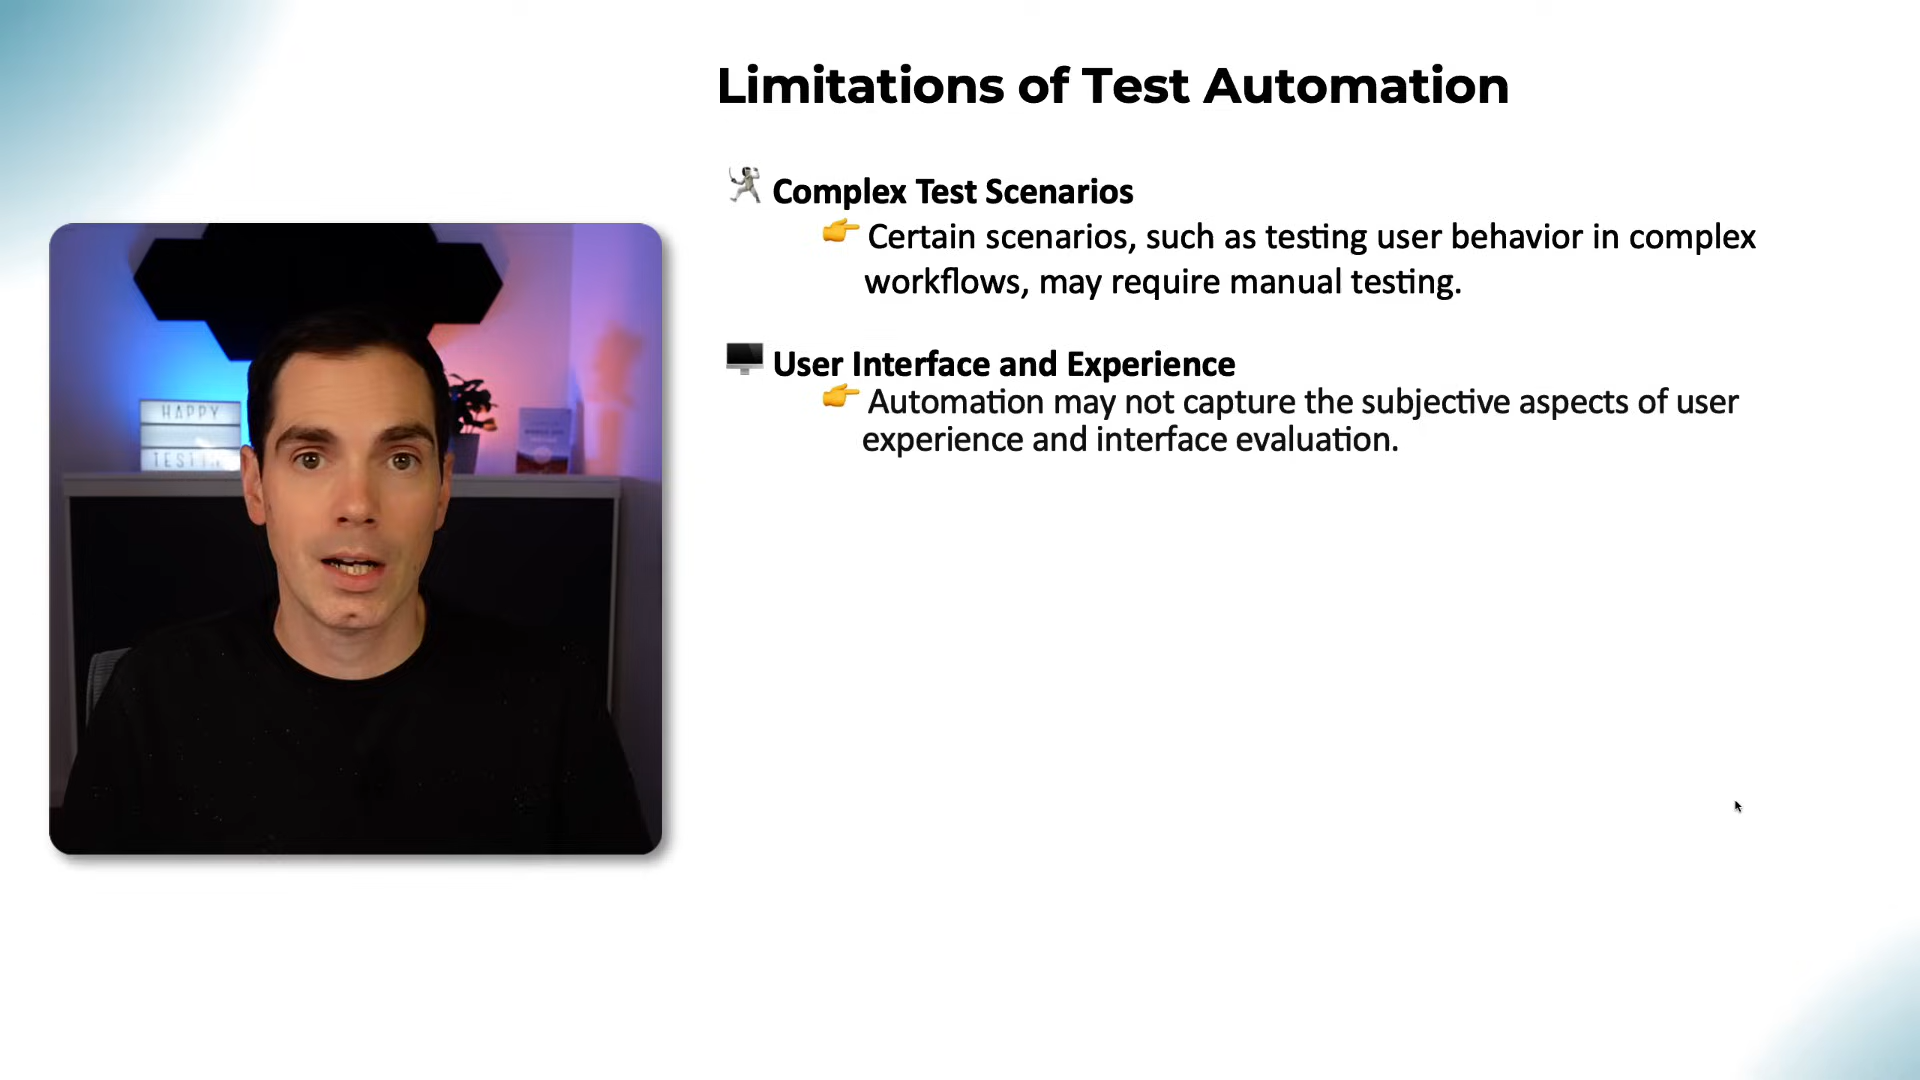 Limitations of Test Automation
Complex Test Scenarios
Certain scenarios, such as testing user behavior in complex
workflows, may require manual testing.
User Interface and Experience
Automation may not capture the subjective aspects of user
experience and interface evaluation.
HAPPY